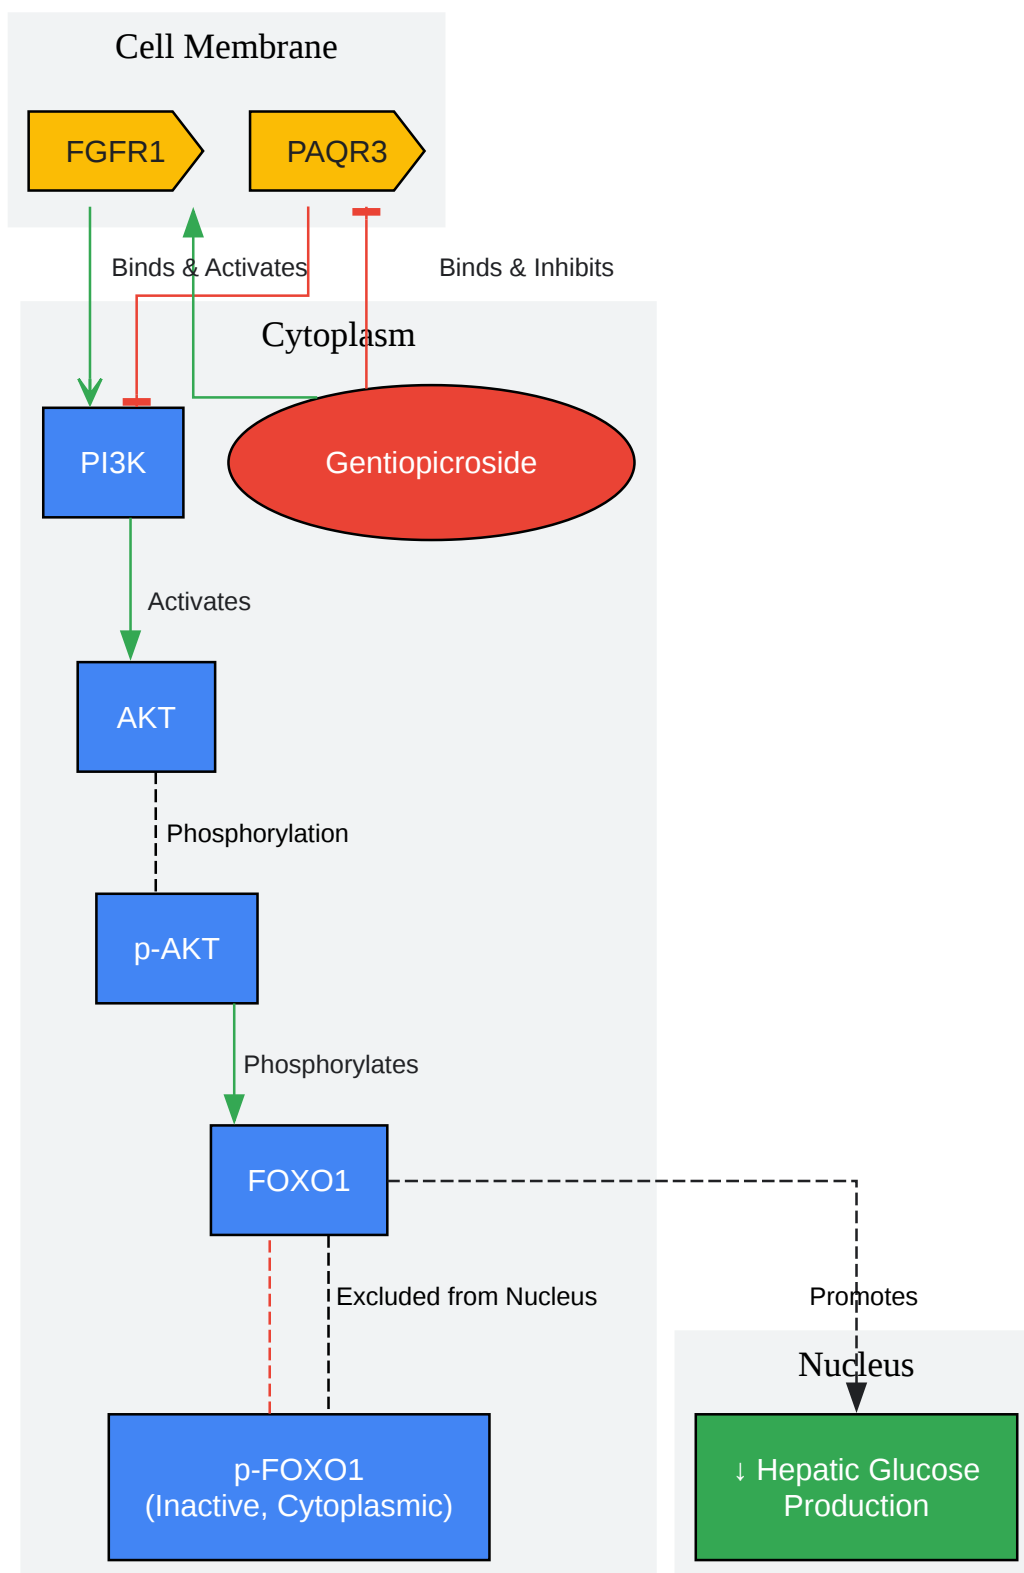 Cell Membrane
FGFR1
PAQR3
Binds & Activates
Binds & Inhibits
Cytoplasm
PI3K
Gentiopicroside
Activates
AKT
Phosphorylation
p-AKT
Phosphorylates
FOXO1
Excluded from Nucleus
Promotes
Nucleus
p-FOXO1
(Inactive, Cytoplasmic)
↓ Hepatic Glucose
Production